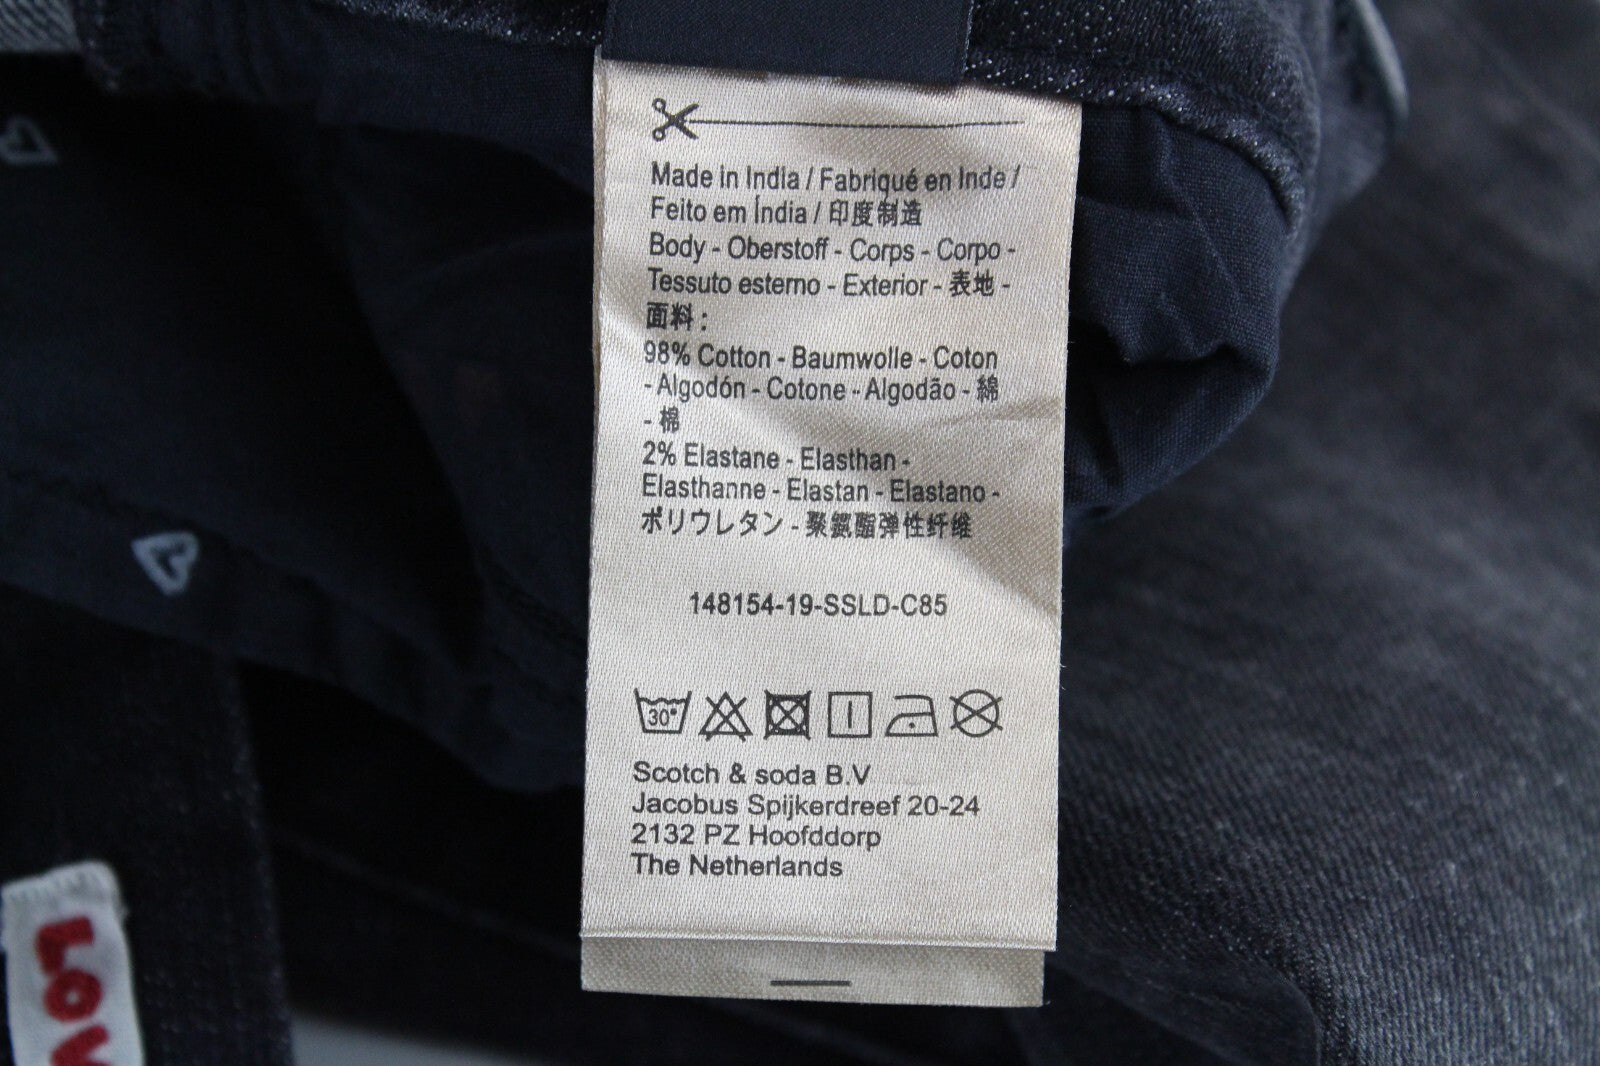 Made in India / Fabriqué en Inde /
Feito em Índia / 印度制造
Body - Oberstoff - Corps - Corpo -
Tessuto esterno - Exterior - 表地 -
面料 :
98% Cotton - Baumwolle - Coton
- Algodón - Cotone - Algodão - 綿
- 棉
2% Elastane - Elasthan -
Elasthanne - Elastan - Elastano -
ポリウレタン - 聚氨酯弹性纤维
148154-19-SSLD-C85
30°
Scotch & soda B.V
Jacobus Spijkerdreef 20-24
2132 PZ Hoofddorp
The Netherlands
LOV